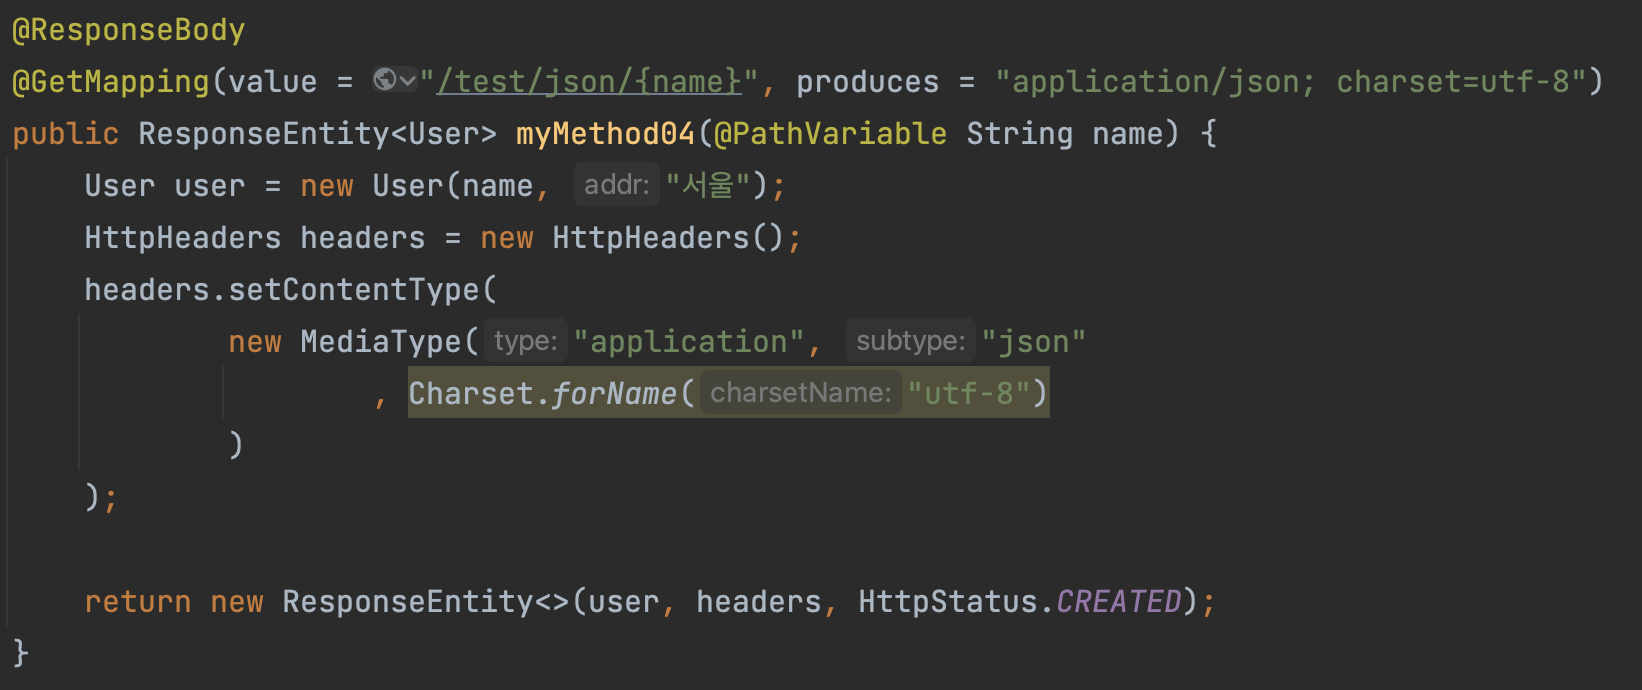 @ResponseBody
@GetMapping(value = "/test/json/{name}", produces = "application/json; charset=utf-8")
public ResponseEntity<User> myMethod04(@PathVariable String name) {
    User user = new User(name, addr: "서울");
    HttpHeaders headers = new HttpHeaders();
    headers.setContentType(
            new MediaType( type: "application", subtype: "json"
                    , Charset.forName( charsetName: "utf-8")
            )
    );
    return new ResponseEntity<>(user, headers, HttpStatus.CREATED);
}